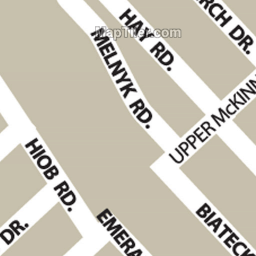 RCH DR.
HAY RD.
MapTiler.com
MELNYK RD.
UPPER McKINN
HIOB RD.
EMERA
BIATECK
DR.